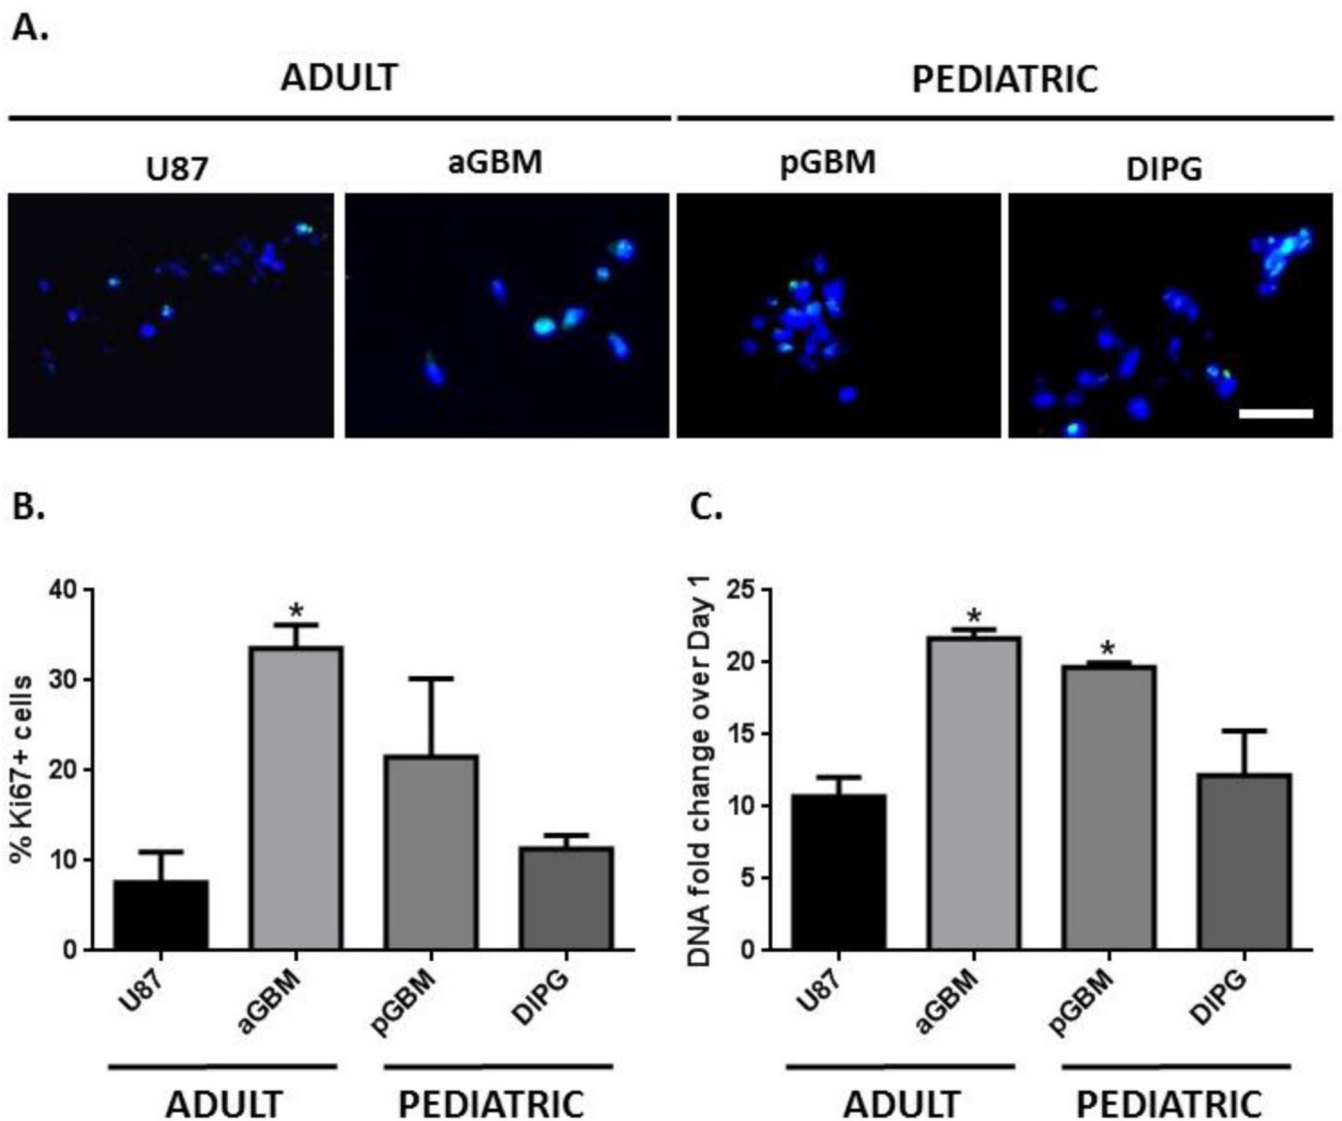 A.
ADULT PEDIATRIC
U87 aGBM pGBM DIPG
B. C.
% Ki67+ cells
40
30
20
10
0
*
U87 aGBM pGBM DIPG
ADULT PEDIATRIC
DNA fold change over Day 1
25
20
15
10
5
0
* *
U87 aGBM pGBM DIPG
ADULT PEDIATRIC